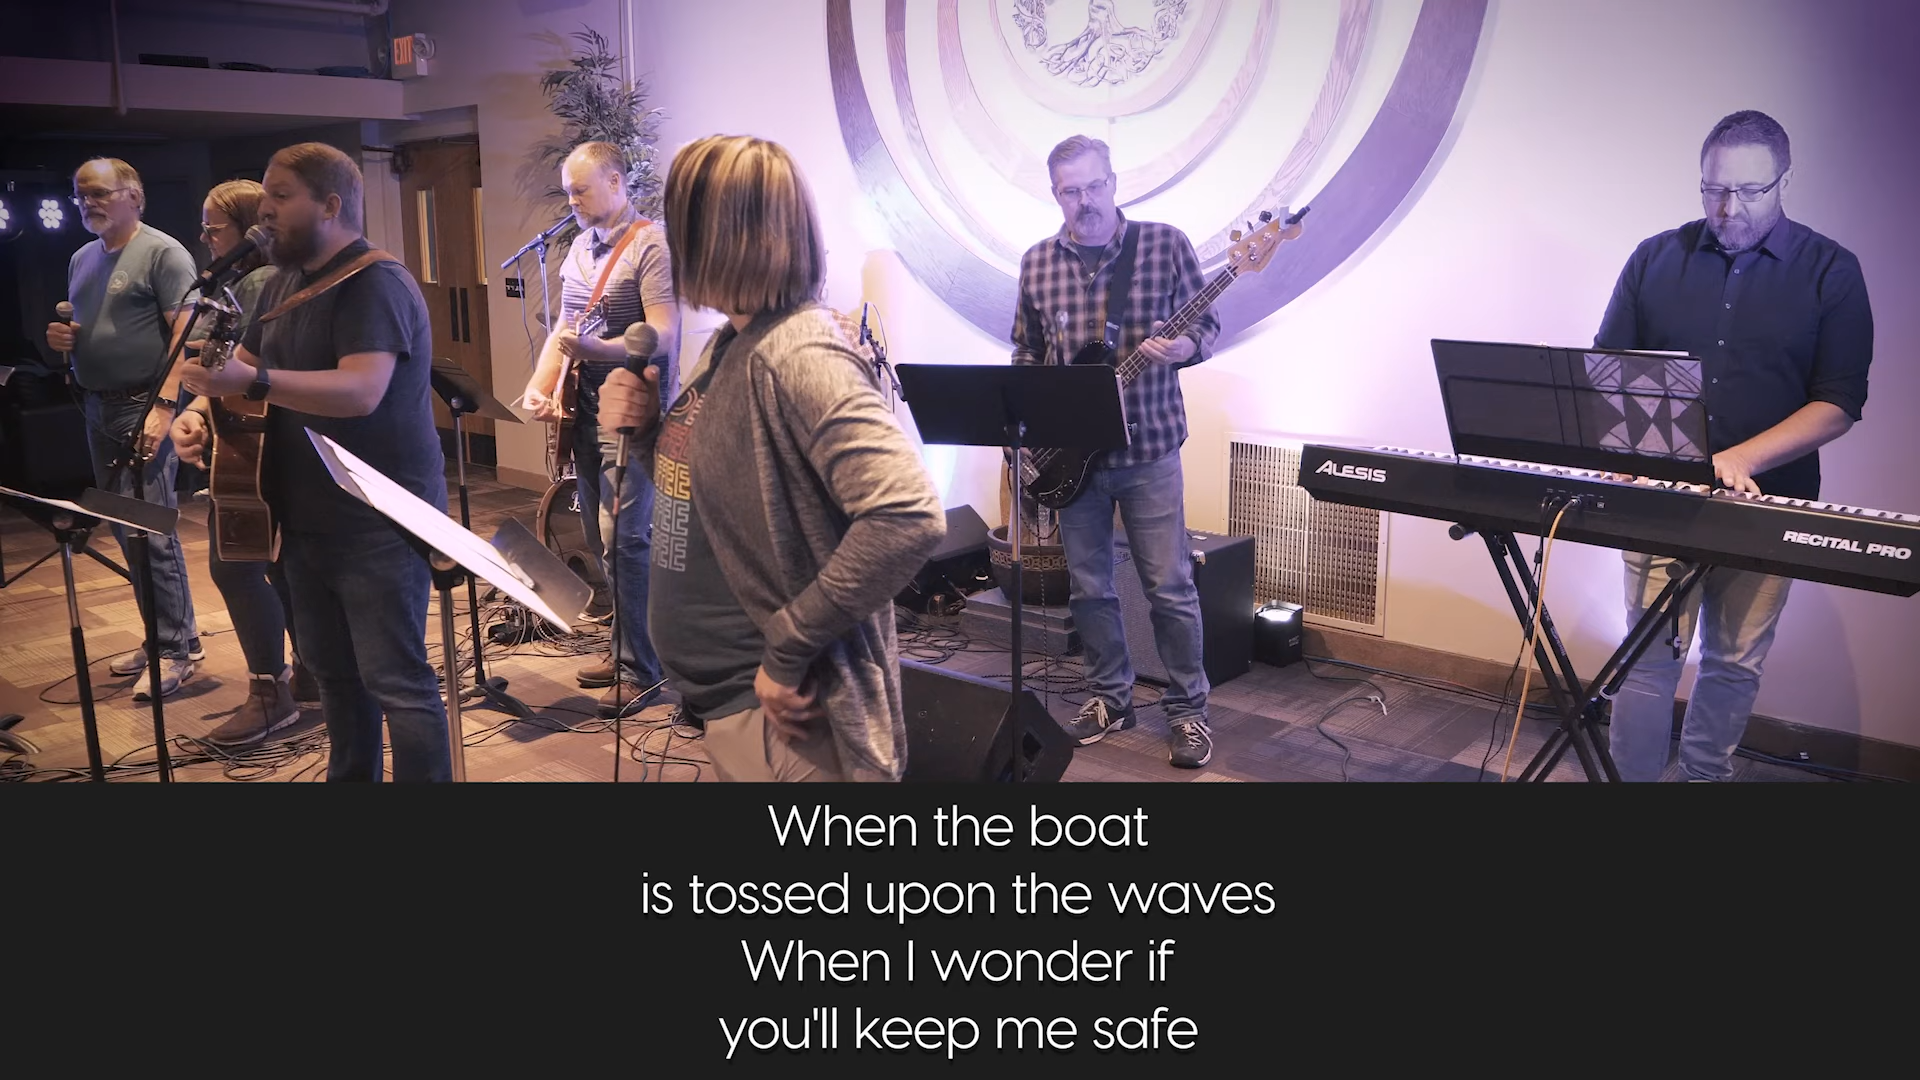 EXIT
ALESIS
RECITAL PRO
When the boat
is tossed upon the waves
When I wonder if
you'll keep me safe